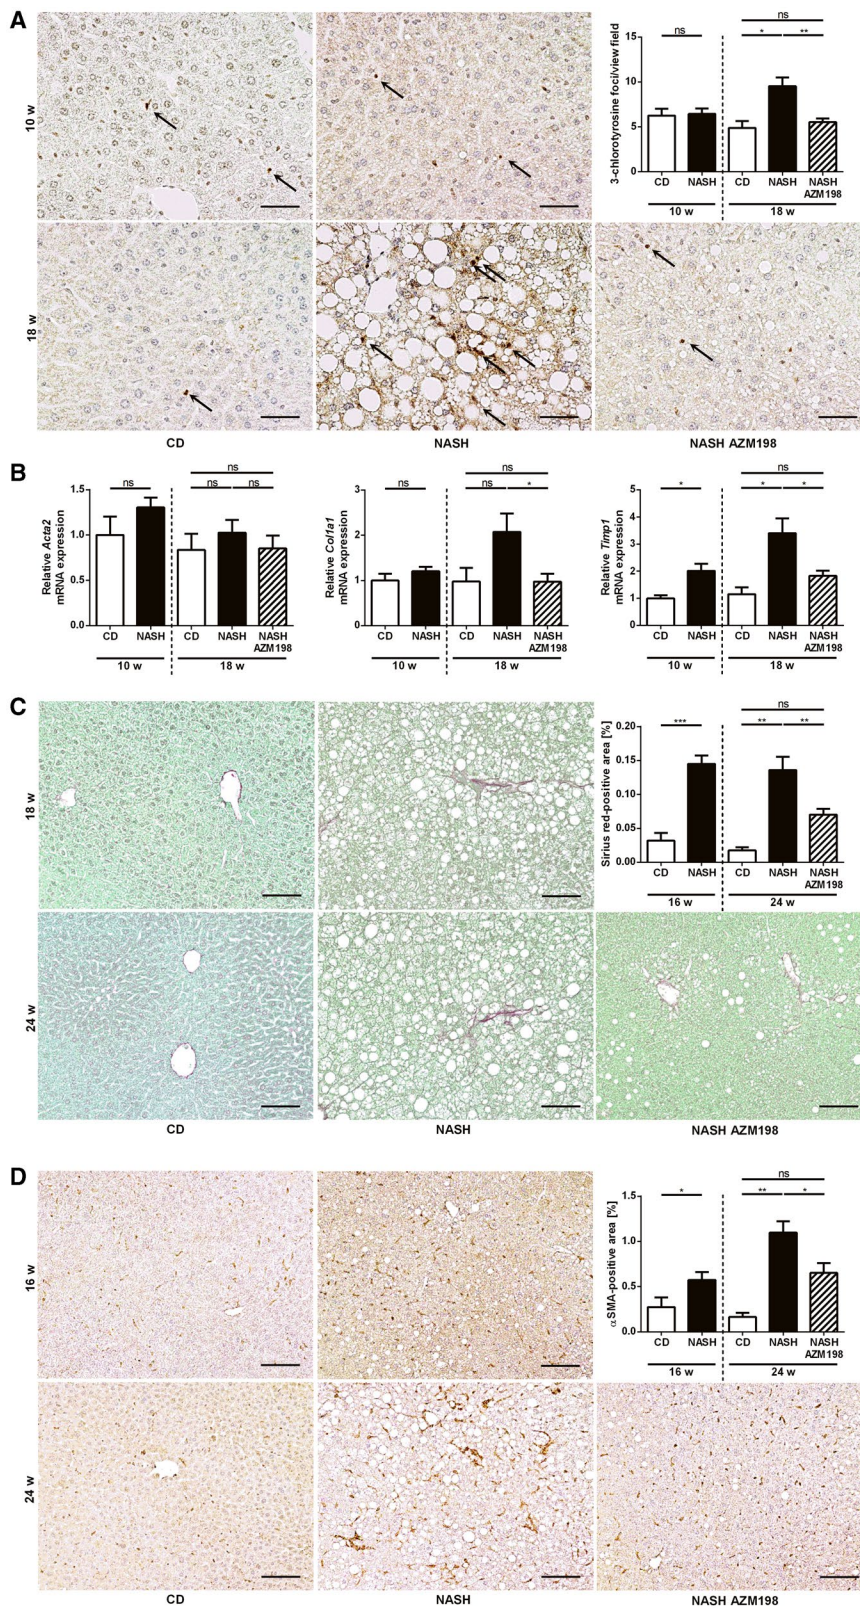 A
10 w
3-chlorotyrosine foci/view field
15
10
5
0
ns
ns
* **
CD NASH CD NASH NASH AZM198
10 w 18 w
18 w
CD NASH NASH AZM198
B
Relative Acta2 mRNA expression
1.5
1.0
0.5
0.0
ns
ns
ns ns
CD NASH CD NASH NASH AZM198
10 w 18 w
Relative Col1a1 mRNA expression
3
2
1
0
ns
ns
ns *
CD NASH CD NASH NASH AZM198
10 w 18 w
Relative Timp1 mRNA expression
5
4
3
2
1
0
*
ns
* *
CD NASH CD NASH NASH AZM198
10 w 18 w
C
18 w
Sirius red-positive area [%]
0.20
0.15
0.10
0.05
0.00
***
ns
** **
CD NASH CD NASH NASH AZM198
16 w 24 w
24 w
CD NASH NASH AZM198
D
16 w
αSMA-positive area [%]
1.5
1.0
0.5
0.0
*
ns
** *
CD NASH CD NASH NASH AZM198
16 w 24 w
24 w
CD NASH NASH AZM198